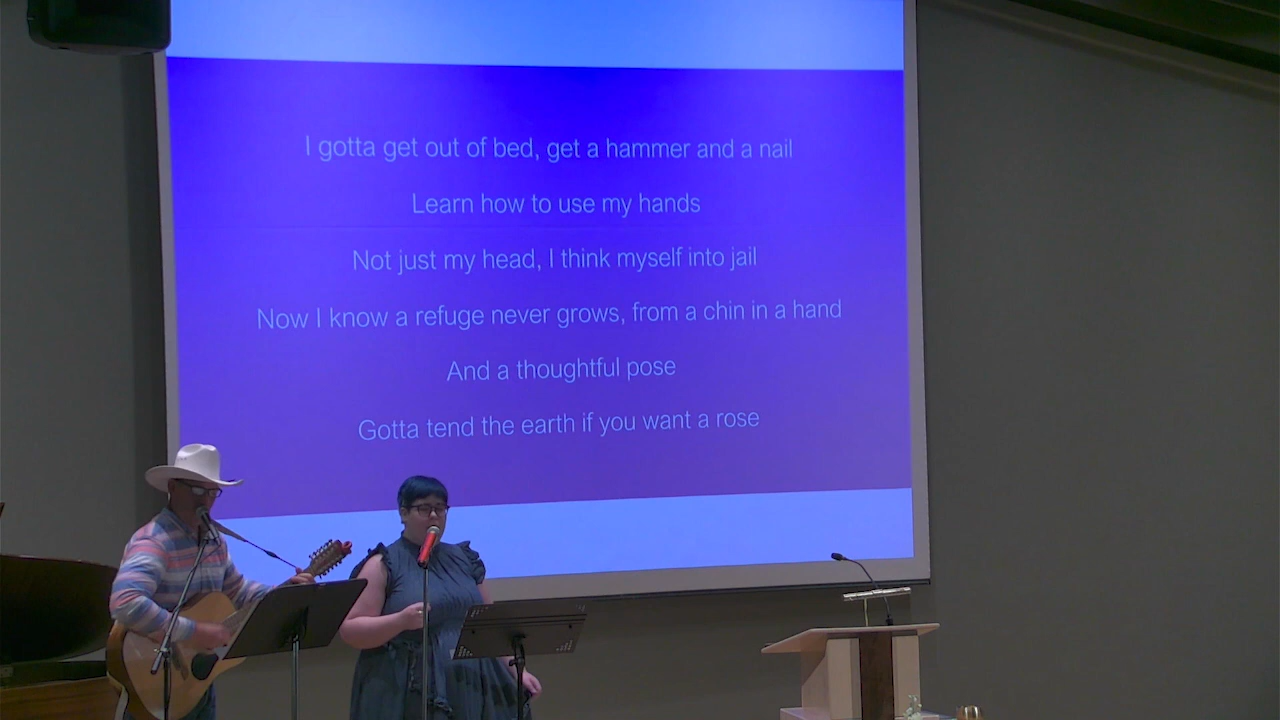 I gotta get out of bed, get a hammer and a nail
Learn how to use my hands
Not just my head, I think myself into jail
Now I know a refuge never grows, from a chin in a hand
And a thoughtful pose
Gotta tend the earth if you want a rose